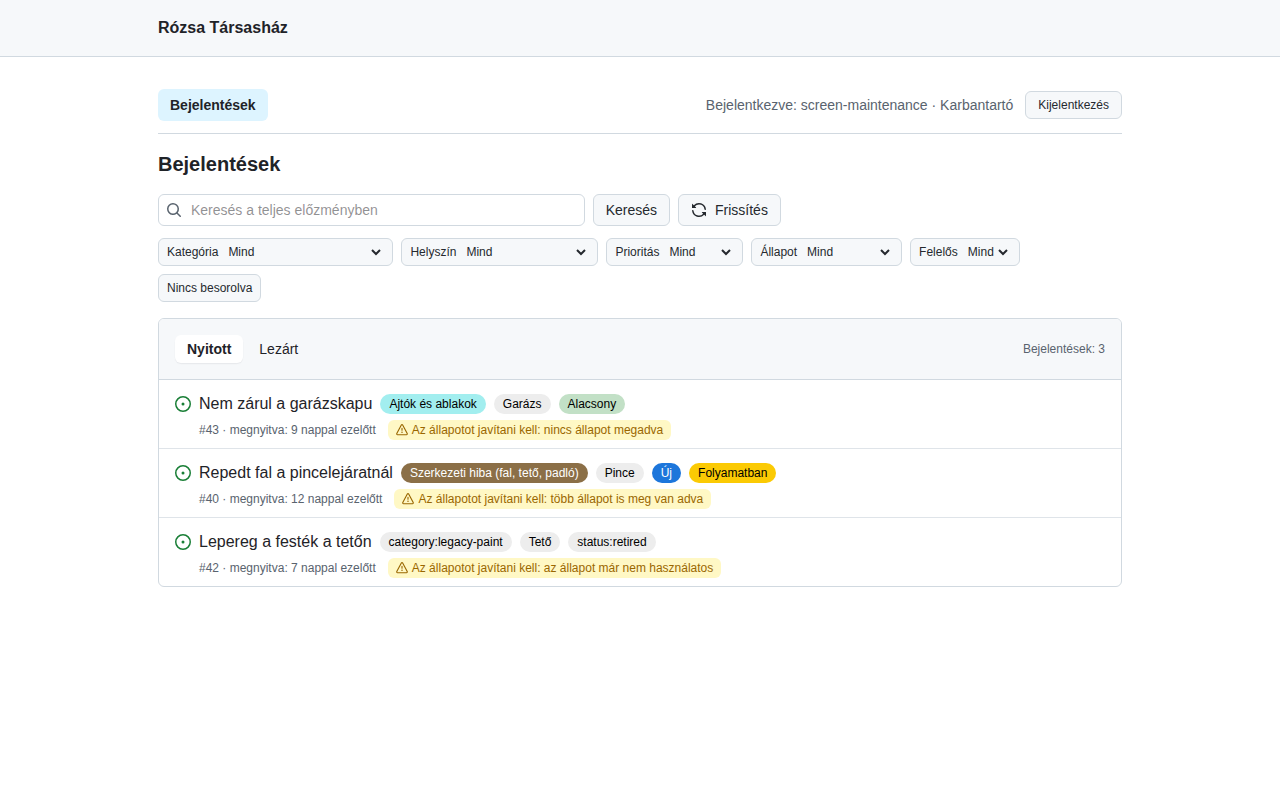 Rózsa Társasház
Bejelentések
Bejelentkezve: screen-maintenance · Karbantartó
Kijelentkezés
Bejelentések
Keresés a teljes előzményben
Keresés
Frissítés
Kategória Mind
Helyszín Mind
Prioritás Mind
Állapot Mind
Felelős Mind
Nincs besorolva
Nyitott
Lezárt
Bejelentések: 3
Nem zárul a garázskapu Ajtók és ablakok Garázs Alacsony
#43 · megnyitva: 9 nappal ezelőtt Az állapotot javítani kell: nincs állapot megadva
Repedt fal a pincelejáratnál Szerkezeti hiba (fal, tető, padló) Pince Új Folyamatban
#40 · megnyitva: 12 nappal ezelőtt Az állapotot javítani kell: több állapot is meg van adva
Lepereg a festék a tetőn category:legacy-paint Tető status:retired
#42 · megnyitva: 7 nappal ezelőtt Az állapotot javítani kell: az állapot már nem használatos